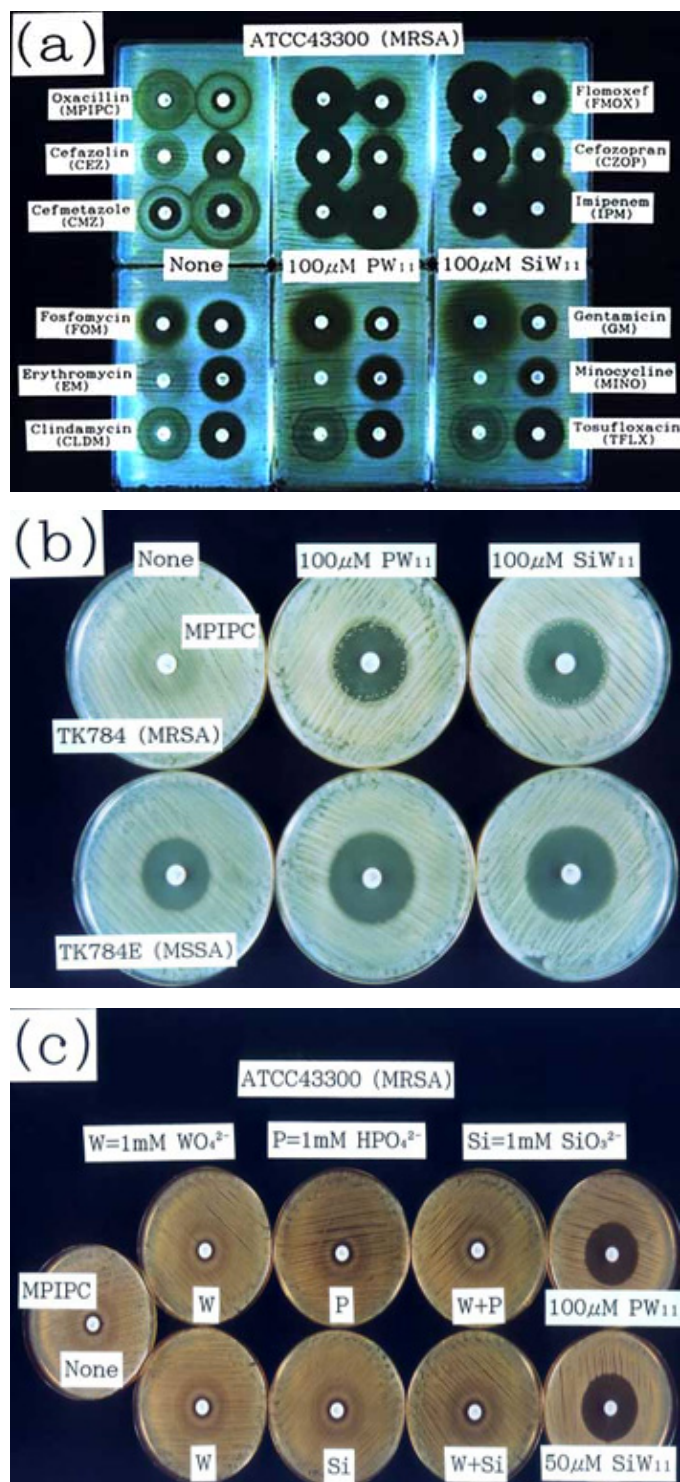 (a)
ATCC43300 (MRSA)
Oxacillin
(MPIPC)
Flomoxef
(FMOX)
Cefazolin
(CEZ)
Cefozopran
(CZOP)
Cefmetazole
(CMZ)
Imipenem
(IPM)
None
100μM PW₁₁
100μM SiW₁₁
Fosfomycin
(FOM)
Gentamicin
(GM)
Erythromycin
(EM)
Minocycline
(MINO)
Clindamycin
(CLDM)
Tosufloxacin
(TFLX)
(b)
None
100μM PW₁₁
100μM SiW₁₁
MPIPC
TK784 (MRSA)
TK784E (MSSA)
(c)
ATCC43300 (MRSA)
W=1mM WO₄²⁻
P=1mM HPO₄²⁻
Si=1mM SiO₃²⁻
MPIPC
None
W
P
W+P
100μM PW₁₁
W
Si
W+Si
50μM SiW₁₁